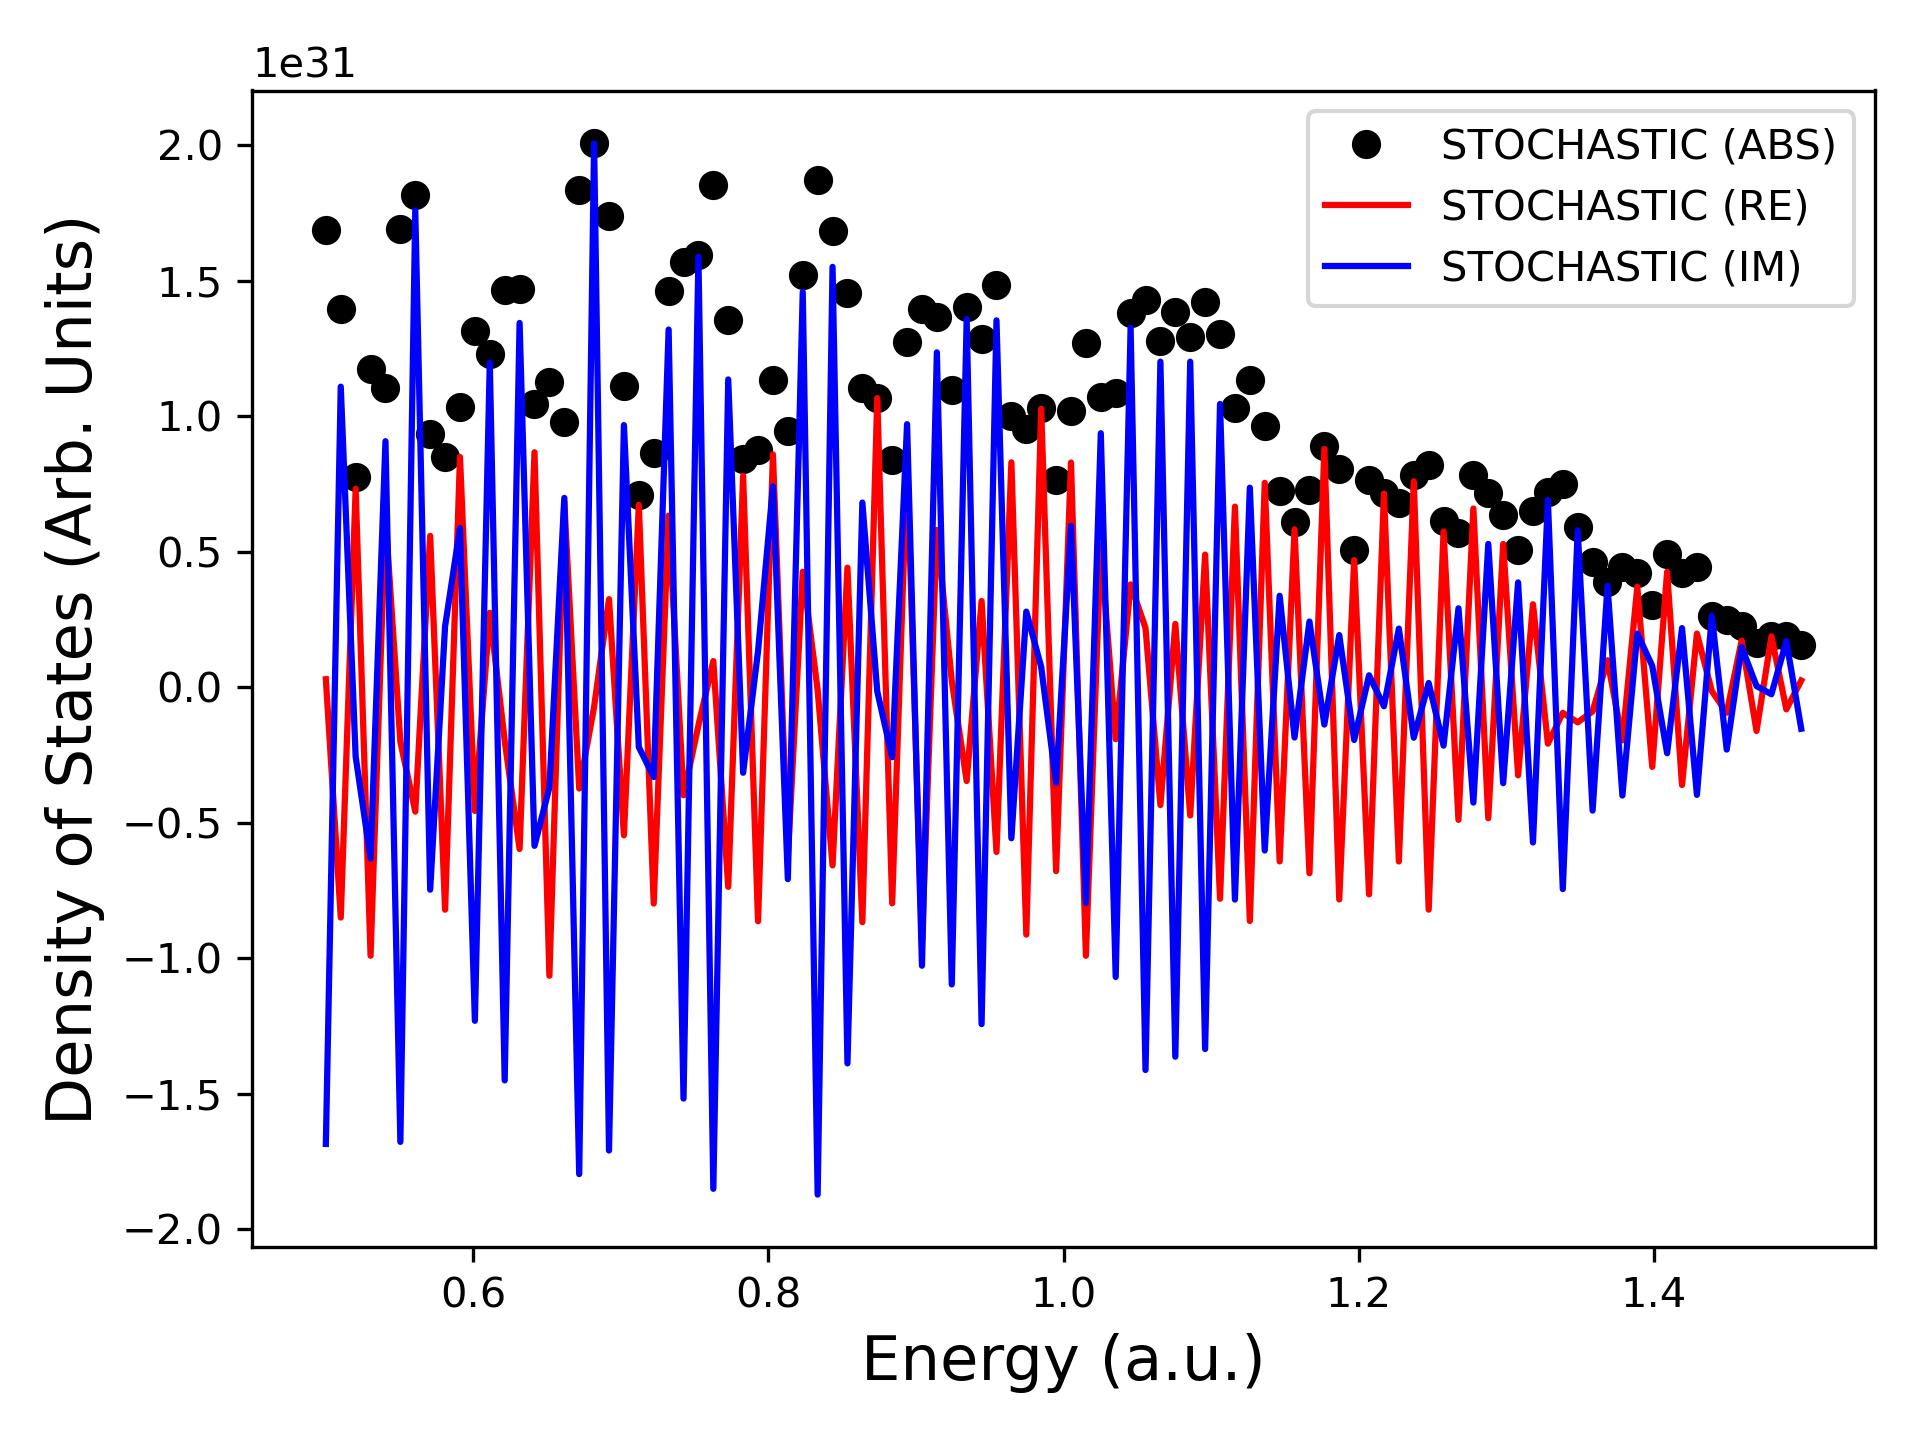 1e31
2.0
1.5
1.0
0.5
0.0
−0.5
−1.0
−1.5
−2.0
Density of States (Arb. Units)
STOCHASTIC (ABS)
STOCHASTIC (RE)
STOCHASTIC (IM)
0.6 0.8 1.0 1.2 1.4
Energy (a.u.)